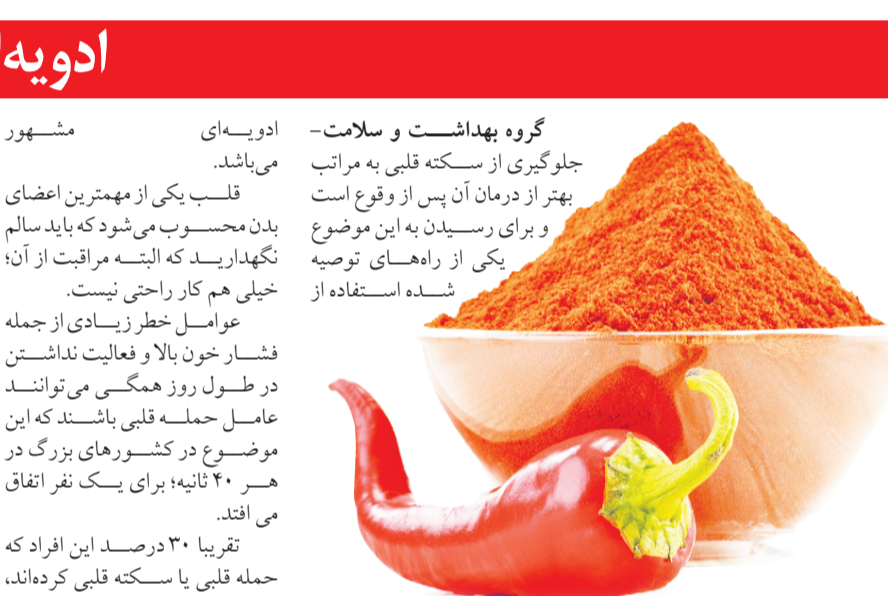 ادویه‌
گروه بهداشت و سلامت-
جلوگیری از سکته قلبی به مراتب
بهتر از درمان آن پس از وقوع است
و برای رسیدن به این موضوع
یکی از راه‌های توصیه
شده استفاده از
ادویه‌ای مشهور
می‌باشد.
قلب یکی از مهمترین اعضای
بدن محسوب می‌شود که باید سالم
نگهدارید که البته مراقبت از آن؛
خیلی هم کار راحتی نیست.
عوامل خطر زیادی از جمله
فشار خون بالا و فعالیت نداشتن
در طول روز همگی می‌توانند
عامل حمله قلبی باشند که این
موضوع در کشورهای بزرگ در
هر ۴۰ ثانیه؛ برای یک نفر اتفاق
می افتد.
تقریبا ۳۰ درصد این افراد که
حمله قلبی یا سکته قلبی کرده‌اند،